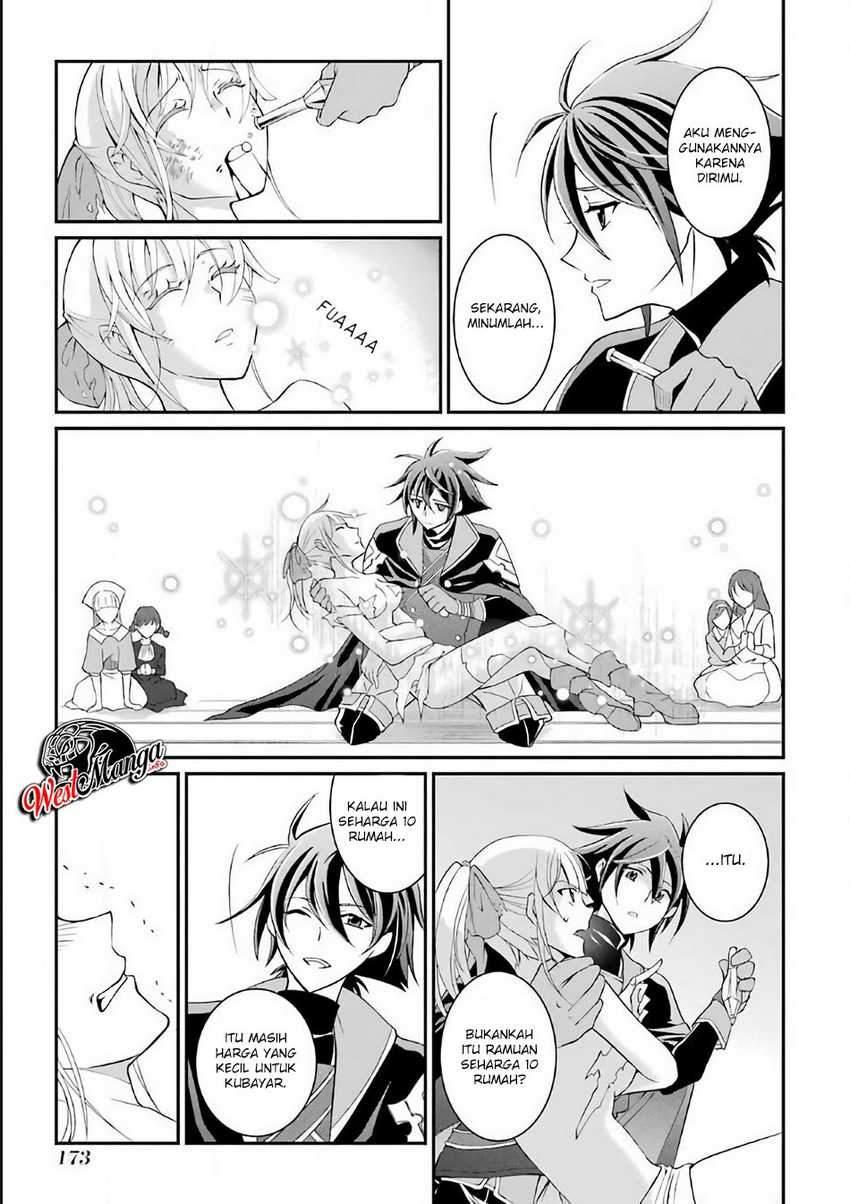 AKU MENG-
GUNAKANNYA
KARENA
DIRIMU.
SEKARANG,
MINUMLAH...
FUAAAA
...ITU.
BUKANKAH
ITU RAMUAN
SEHARGA 10
RUMAH?
KALAU INI
SEHARGA 10
RUMAH...
ITU MASIH
HARGA YANG
KECIL UNTUK
KUBAYAR.
WestManga
.info
173